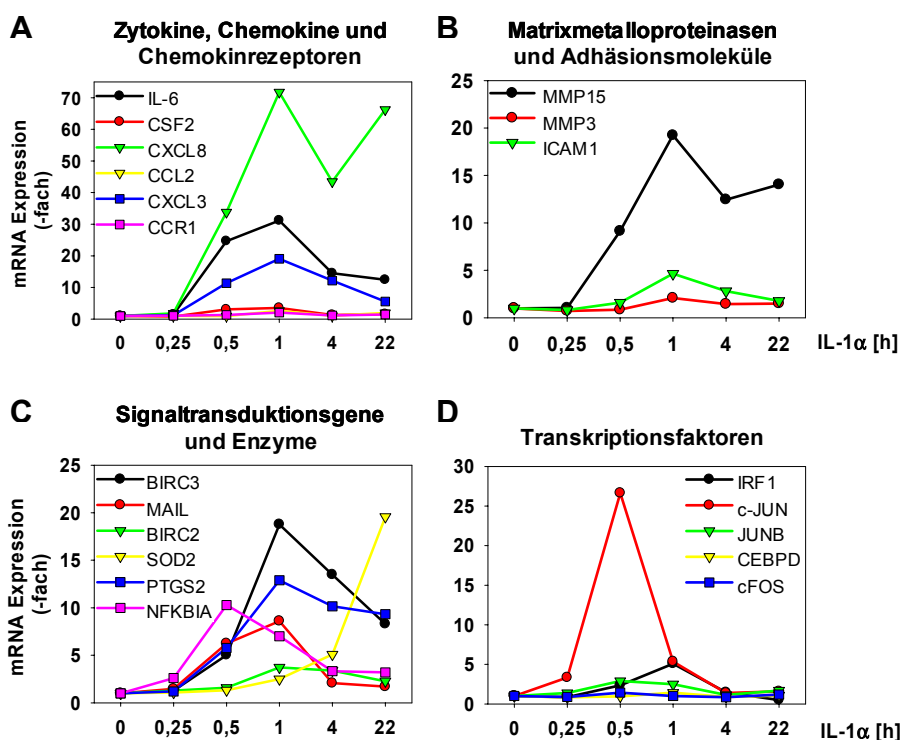 A
Zytokine, Chemokine und
Chemokinrezeptoren
mRNA Expression
(-fach)
70
60
50
40
30
20
10
0
IL-6
CSF2
CXCL8
CCL2
CXCL3
CCR1
0 0,25 0,5 1 4 22
B
Matrixmetalloproteinasen
und Adhäsionsmoleküle
25
20
15
10
5
0
MMP15
MMP3
ICAM1
0 0,25 0,5 1 4 22 IL-1α [h]
C
Signaltransduktionsgene
und Enzyme
mRNA Expression
(-fach)
25
20
15
10
5
0
BIRC3
MAIL
BIRC2
SOD2
PTGS2
NFKBIA
0 0,25 0,5 1 4 22
D
Transkriptionsfaktoren
30
25
20
15
10
5
0
IRF1
c-JUN
JUNB
CEBPD
cFOS
0 0,25 0,5 1 4 22 IL-1α [h]